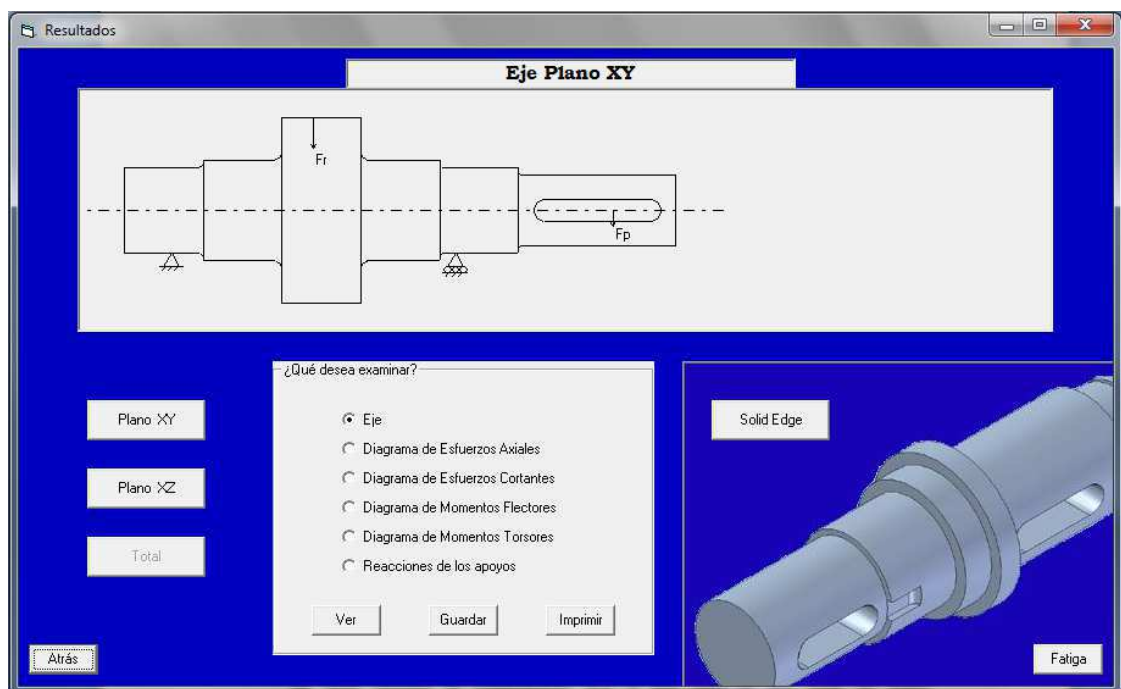 Resultados
Eje Plano XY
Fr
Fp
¿Qué desea examinar?
Plano XY
Plano XZ
Total
Eje
Diagrama de Esfuerzos Axiales
Diagrama de Esfuerzos Cortantes
Diagrama de Momentos Flectores
Diagrama de Momentos Torsores
Reacciones de los apoyos
Ver
Guardar
Imprimir
Solid Edge
Atrás
Fatiga